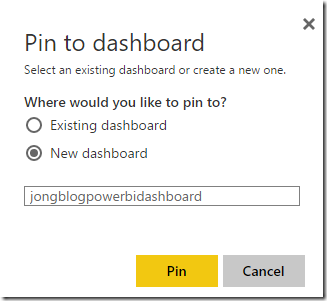 Pin to dashboard
Select an existing dashboard or create a new one.
Where would you like to pin to?
Existing dashboard
New dashboard
jongblogpowerbidashboard
Pin
Cancel